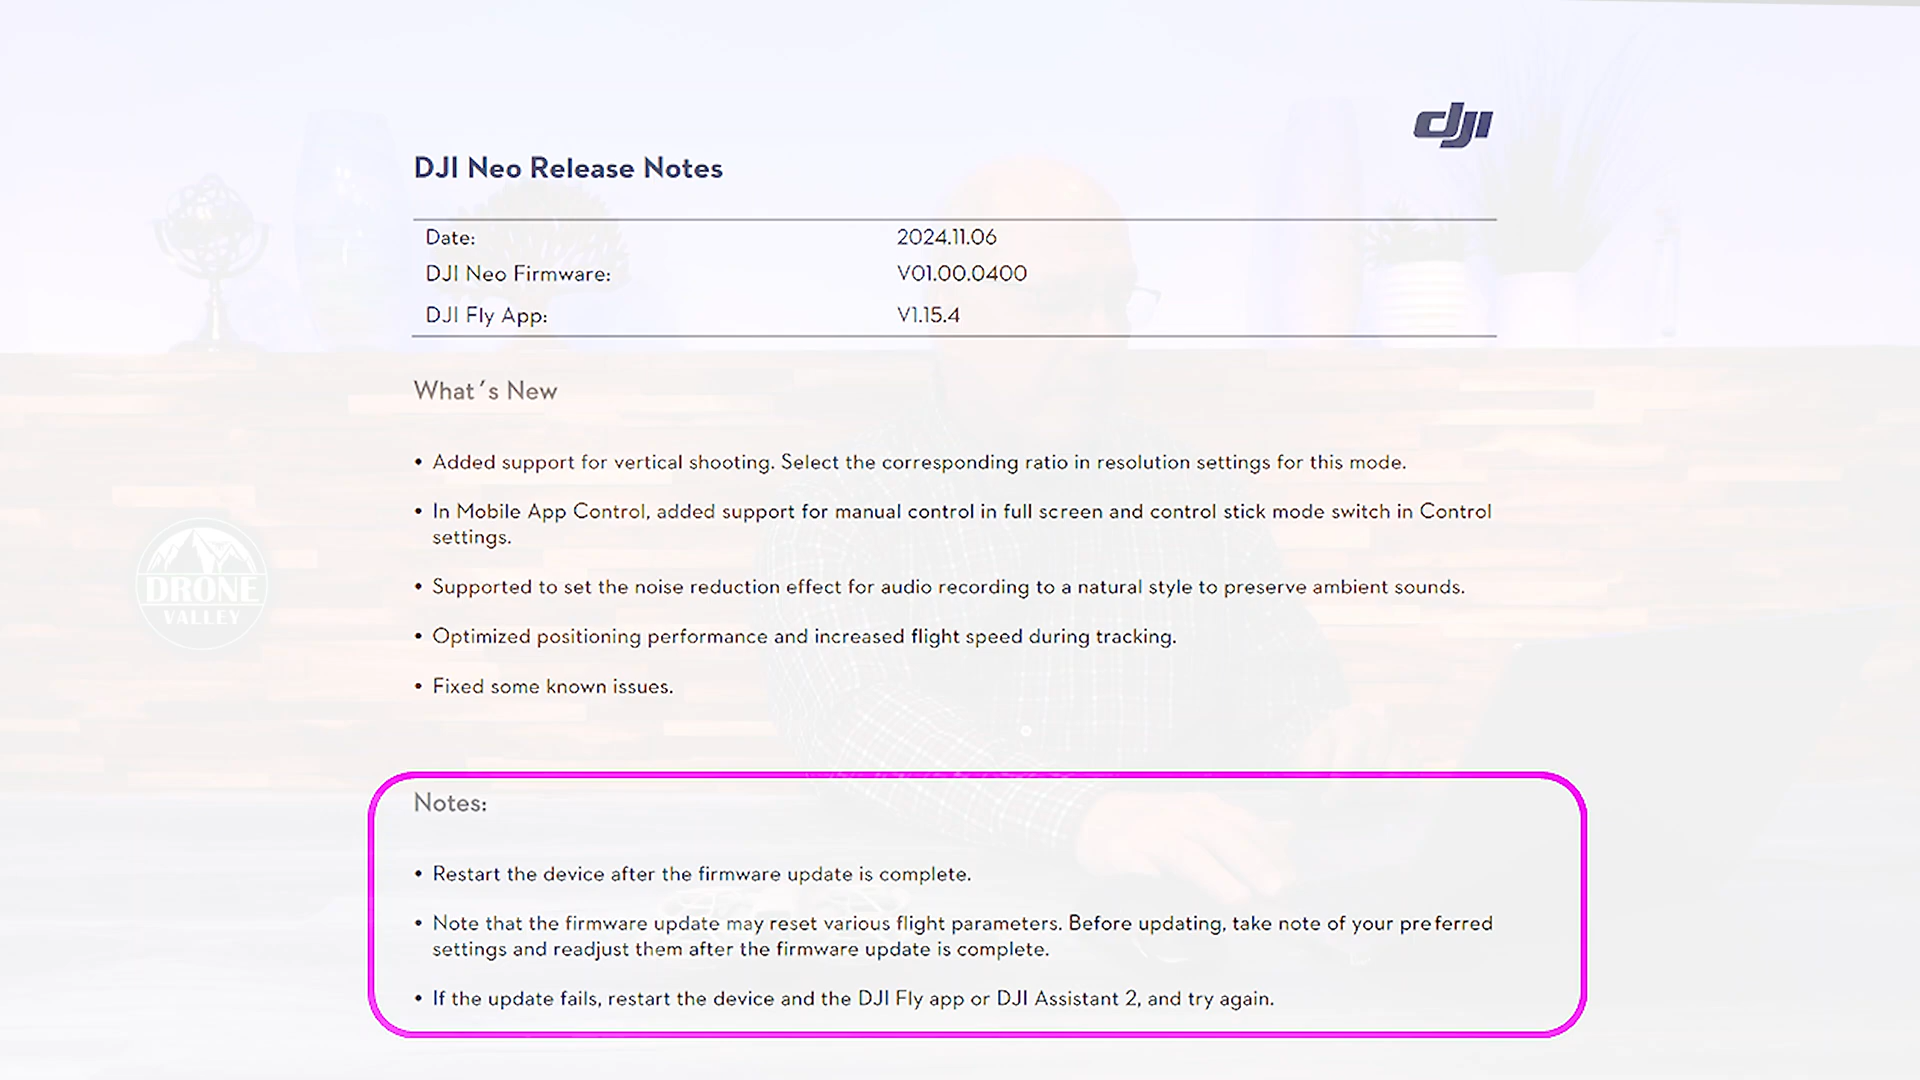 dji
DJI Neo Release Notes
Date: 2024.11.06
DJI Neo Firmware: V01.00.0400
DJI Fly App: V1.15.4
What´s New
• Added support for vertical shooting. Select the corresponding ratio in resolution settings for this mode.
• In Mobile App Control, added support for manual control in full screen and control stick mode switch in Control
settings.
• Supported to set the noise reduction effect for audio recording to a natural style to preserve ambient sounds.
• Optimized positioning performance and increased flight speed during tracking.
• Fixed some known issues.
DRONE
VALLEY
Notes:
• Restart the device after the firmware update is complete.
• Note that the firmware update may reset various flight parameters. Before updating, take note of your preferred
settings and readjust them after the firmware update is complete.
• If the update fails, restart the device and the DJI Fly app or DJI Assistant 2, and try again.